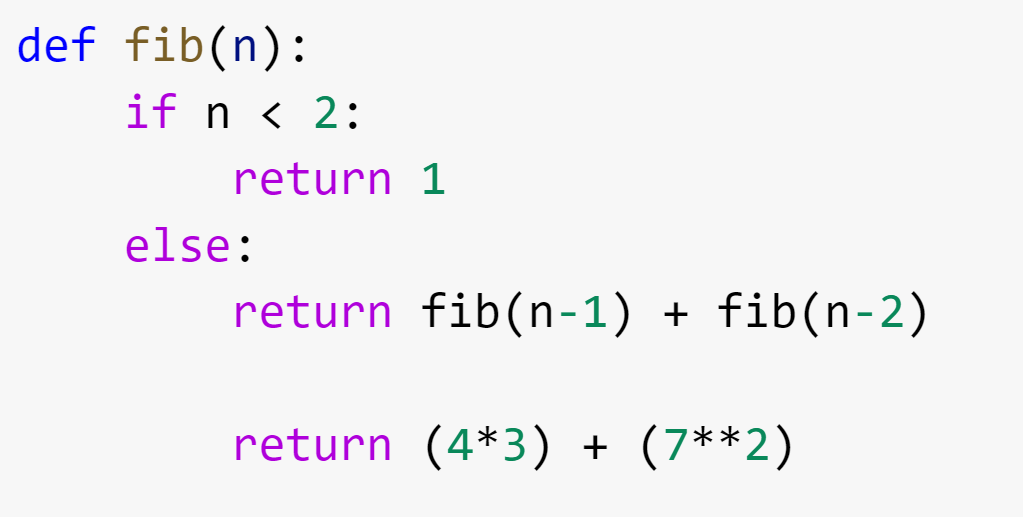 def fib(n):
    if n < 2:
        return 1
    else:
        return fib(n-1) + fib(n-2)

        return (4*3) + (7**2)